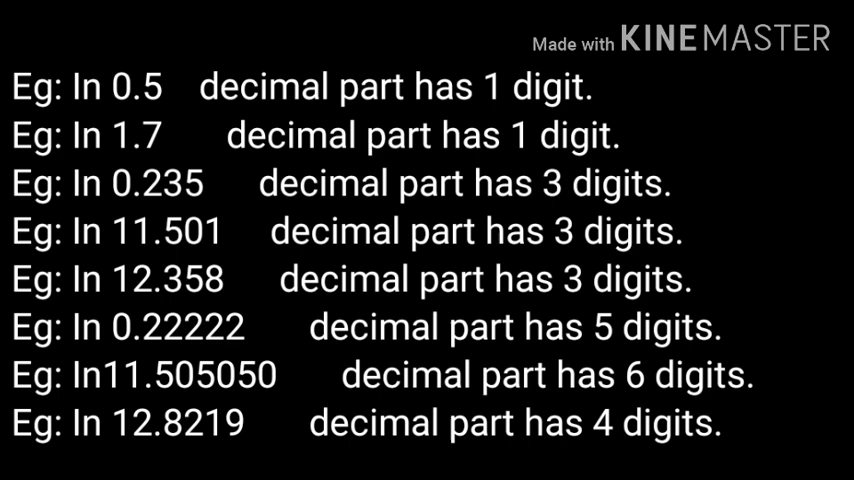 Made with KINEMASTER
Eg: In 0.5 decimal part has 1 digit.
Eg: In 1.7 decimal part has 1 digit.
Eg: In 0.235 decimal part has 3 digits.
Eg: In 11.501 decimal part has 3 digits.
Eg: In 12.358 decimal part has 3 digits.
Eg: In 0.22222 decimal part has 5 digits.
Eg: In11.505050 decimal part has 6 digits.
Eg: In 12.8219 decimal part has 4 digits.